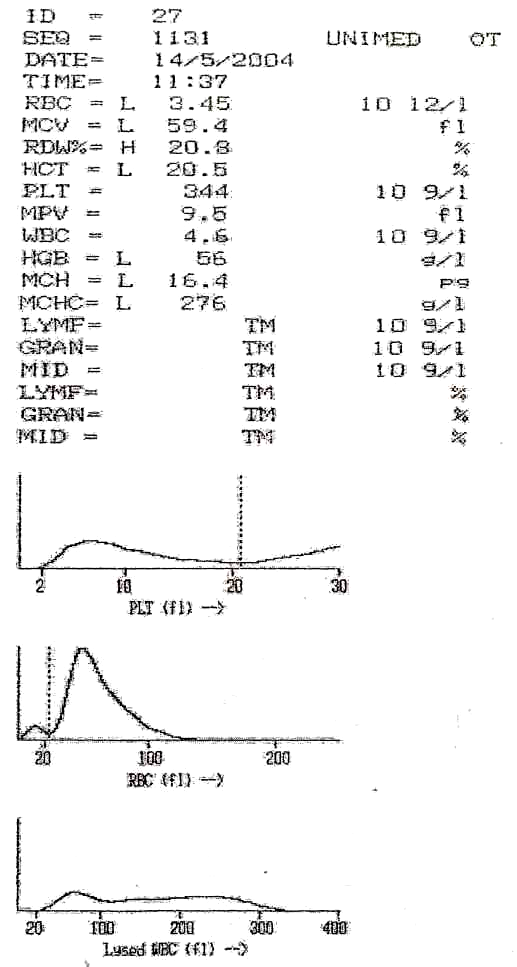 ID = 27
SEQ = 1131 UNIMED OT
DATE= 14/5/2004
TIME= 11:37
RBC = L 3.45 10 12/l
MCV = L 59.4 fl
RDW%= H 20.8 %
HCT = L 20.5 %
PLT = 344 10 9/l
MPV = 9.5 fl
WBC = 4.6 10 9/l
HGB = L 56 g/l
MCH = L 16.4 pg
MCHC= L 276 g/l
LYMF= TM 10 9/l
GRAN= TM 10 9/l
MID = TM 10 9/l
LYMF= TM %
GRAN= TM %
MID = TM %
2 10 20 30
PLT (fl) -->
20 100 200
RBC (fl) -->
20 100 200 300 400
Lysed WBC (fl) -->